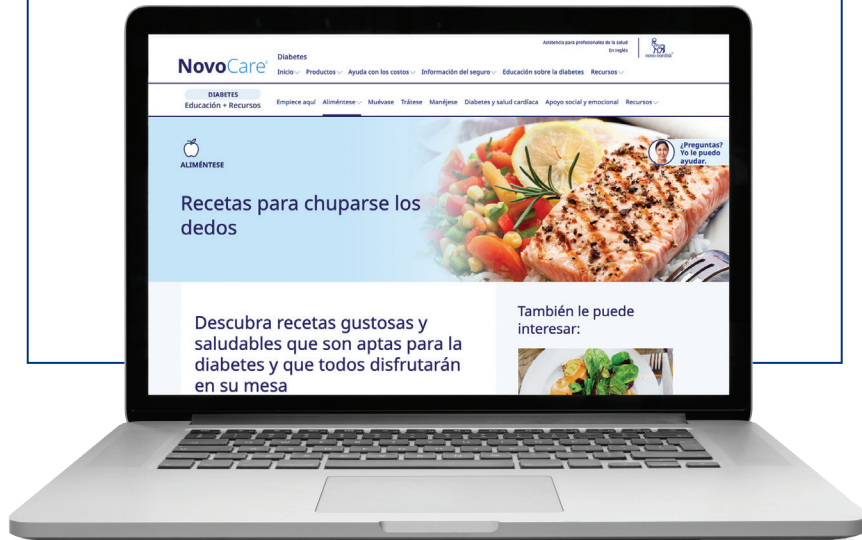 Asistencia para profesionales de la salud
En inglés
novo nordisk®
NovoCare®
Diabetes
Inicio Productos Ayuda con los costos Información del seguro Educación sobre la diabetes Recursos
DIABETES
Educación + Recursos
Empiece aquí Aliméntese Muévase Trátese Manéjese Diabetes y salud cardíaca Apoyo social y emocional Recursos
ALIMÉNTESE
¿Preguntas?
Yo le puedo
ayudar.
Recetas para chuparse los
dedos
Descubra recetas gustosas y
saludables que son aptas para la
diabetes y que todos disfrutarán
en su mesa
También le puede
interesar: